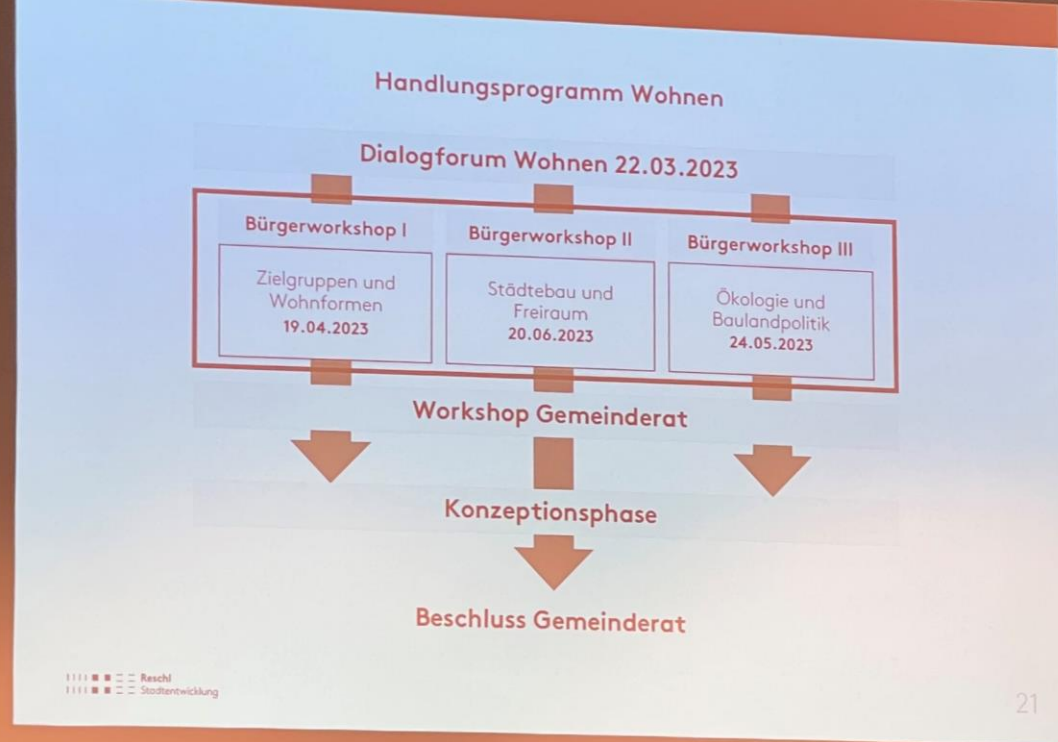 Handlungsprogramm Wohnen
Dialogforum Wohnen 22.03.2023
Bürgerworkshop I
Zielgruppen und
Wohnformen
19.04.2023
Bürgerworkshop II
Städtebau und
Freiraum
20.06.2023
Bürgerworkshop III
Ökologie und
Baulandpolitik
24.05.2023
Workshop Gemeinderat
Konzeptionsphase
Beschluss Gemeinderat
Reschl
Stadtentwicklung
21